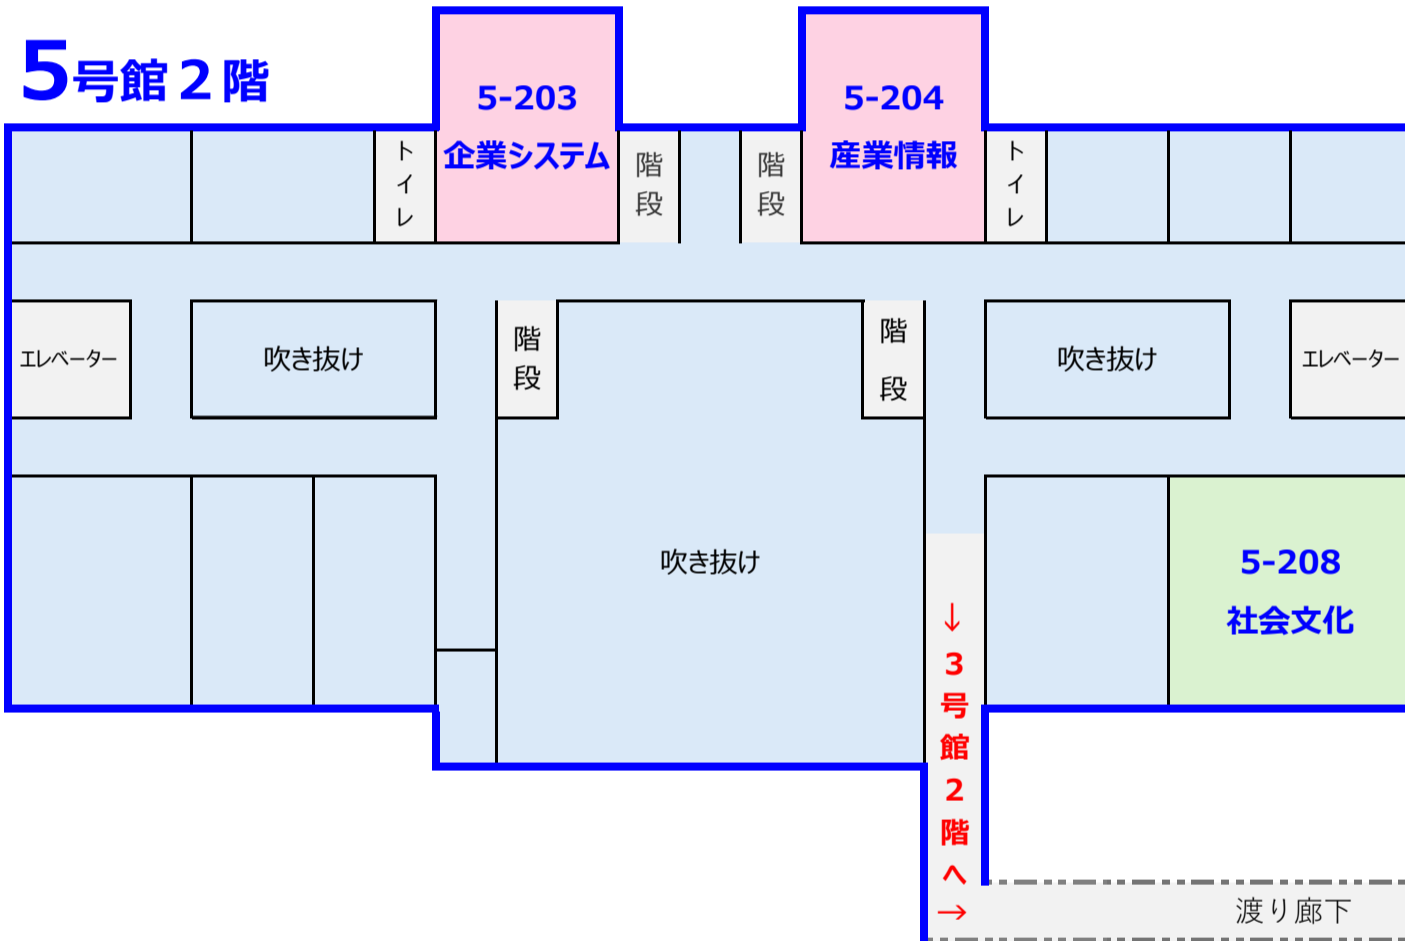 5号館２階
5-203
企業システム
5-204
産業情報
トイレ
階段
階段
トイレ
エレベーター
吹き抜け
階段
階段
吹き抜け
エレベーター
吹き抜け
5-208
社会文化
↓3号館2階へ→
渡り廊下